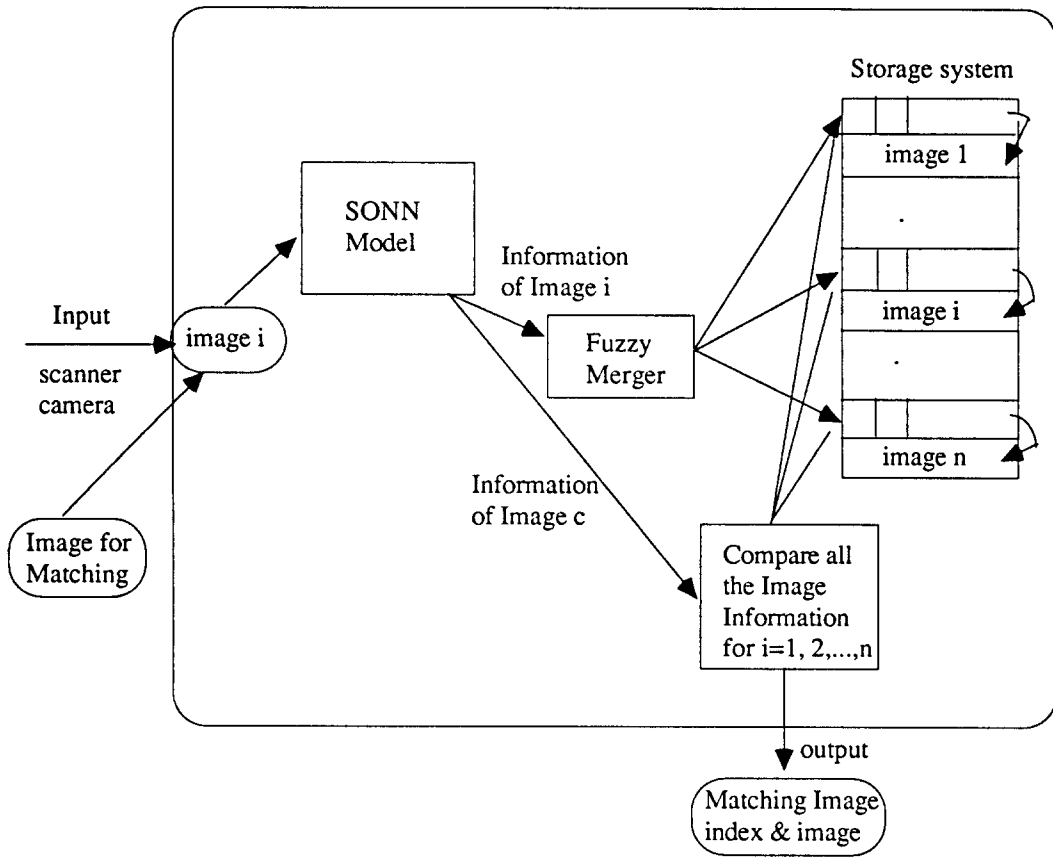 Storage system
image 1
.
SONN
Model
Information
of Image i
Input
image i
image i
scanner
camera
Fuzzy
Merger
.
image n
Information
of Image c
Image for
Matching
Compare all
the Image
Information
for i=1, 2,...,n
output
Matching Image
index & image